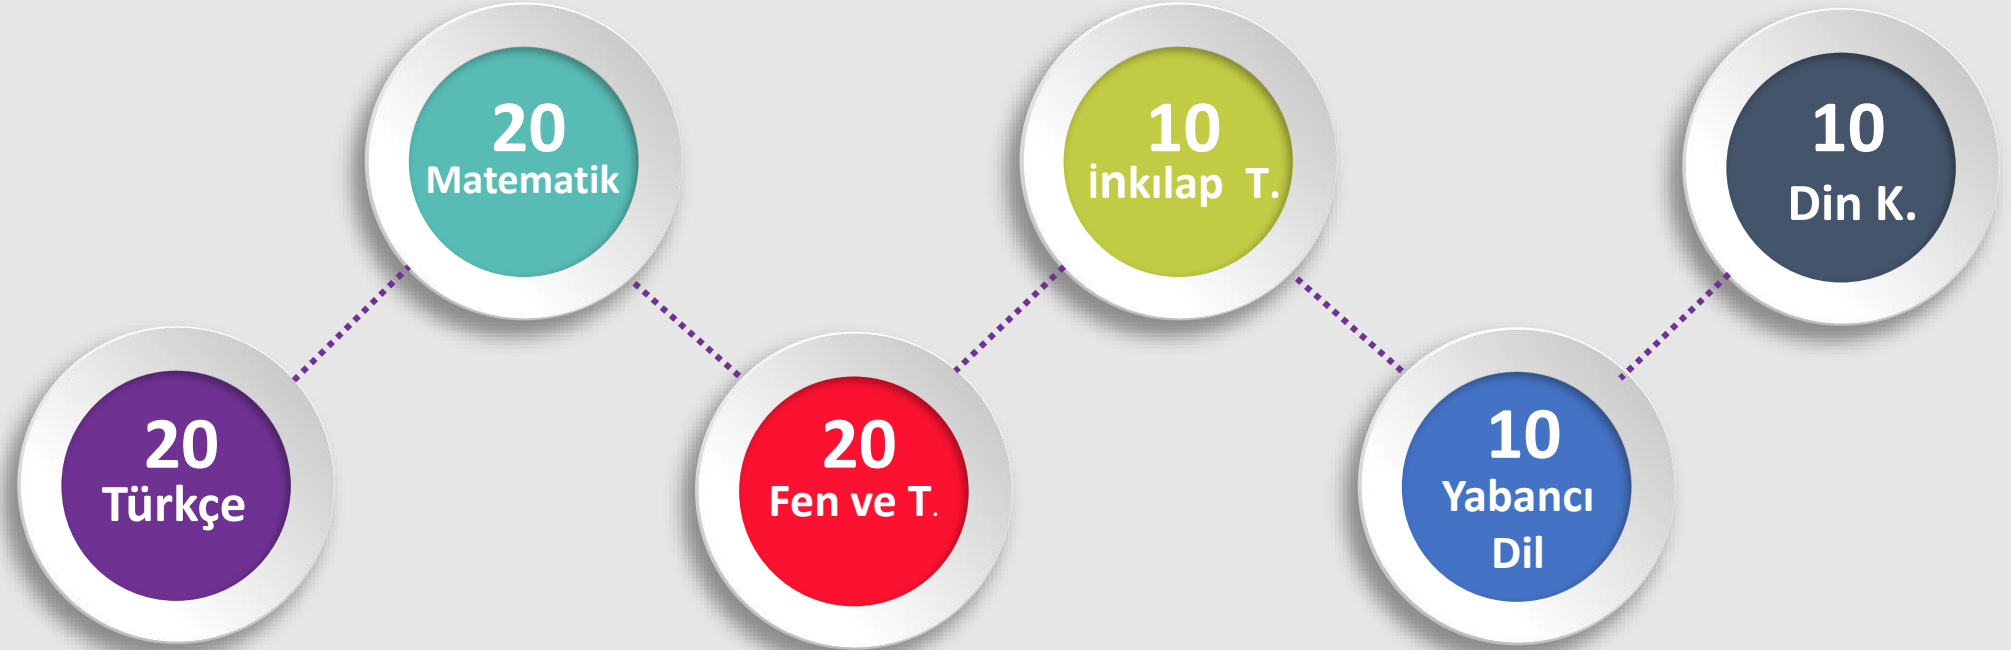 20
Türkçe
20
Matematik
20
Fen ve T.
10
inkılap T.
10
Yabancı
Dil
10
Din K.